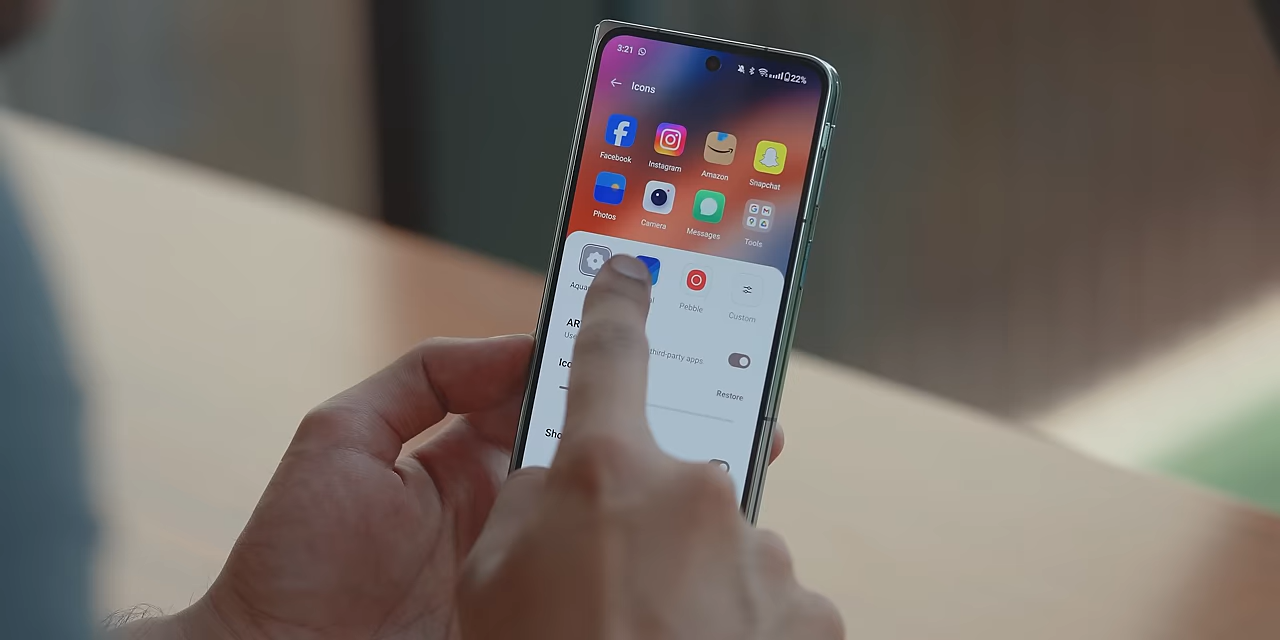 3:21 22%
Icons
Facebook Instagram Amazon Snapchat
Photos Camera Messages Tools
Pebble Custom
third-party apps
Restore